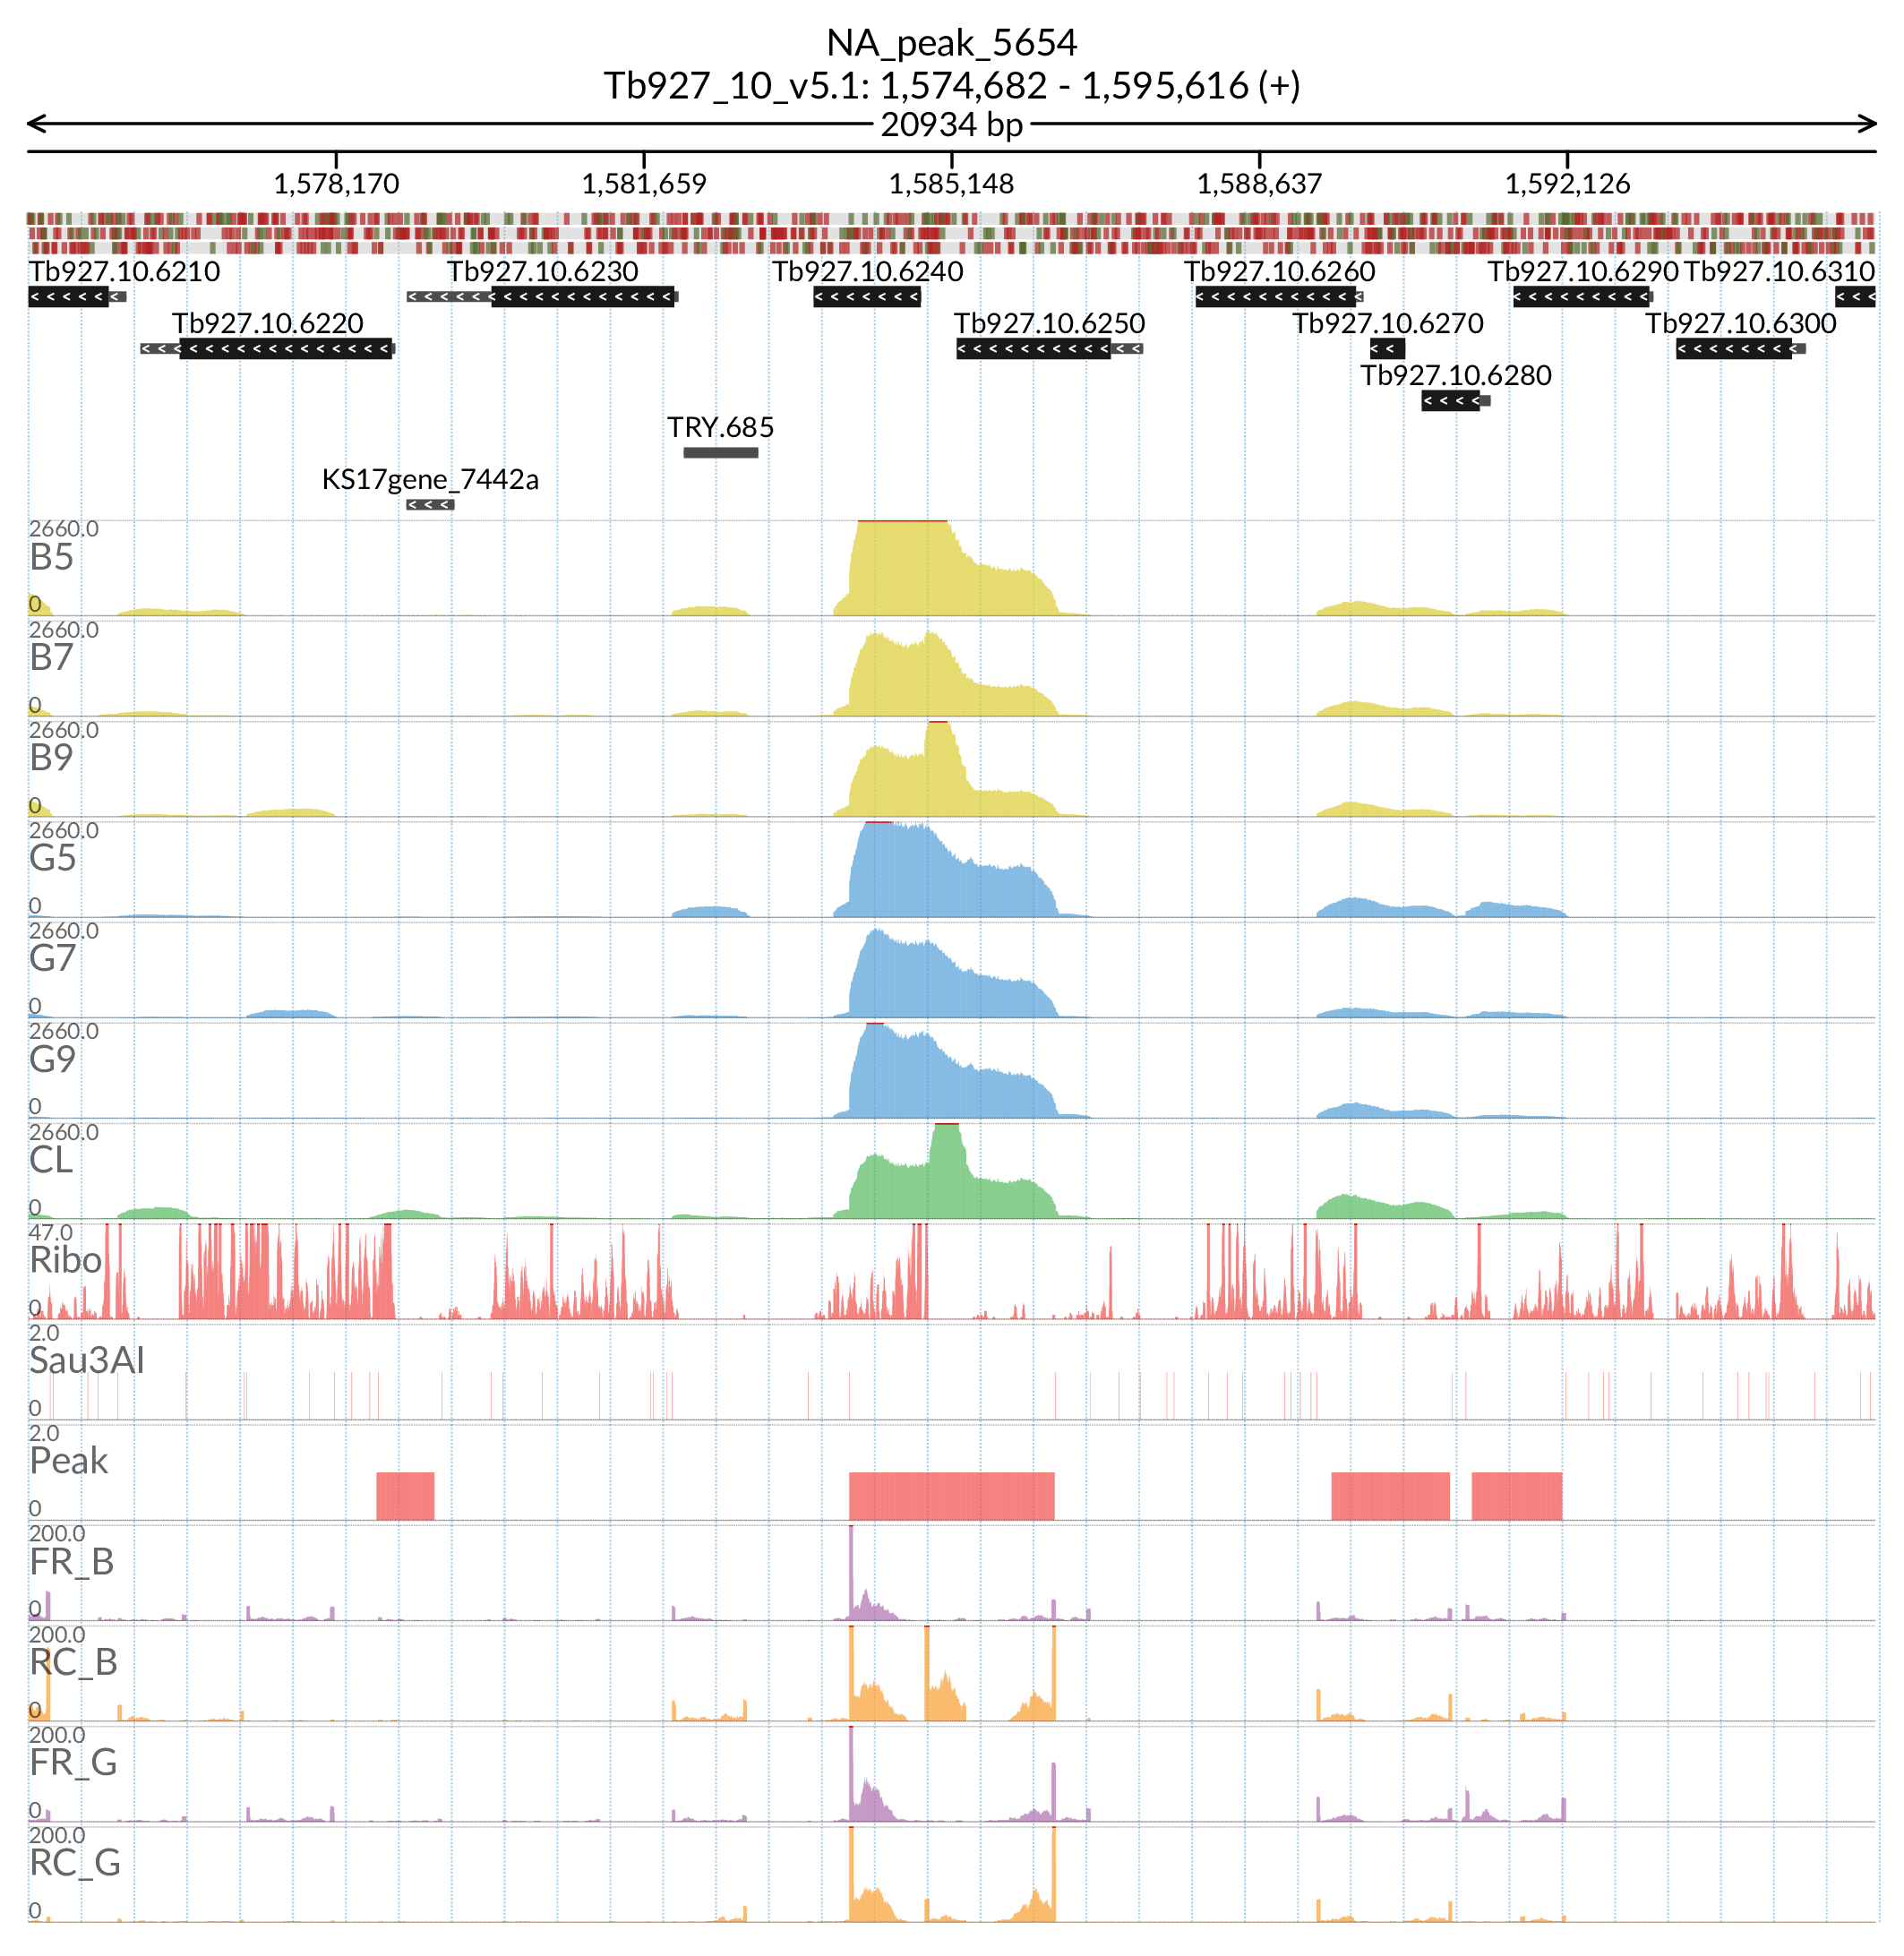 NA_peak_5654
Tb927_10_v5.1: 1,574,682 - 1,595,616 (+)
20934 bp
1,578,170 1,581,659 1,585,148 1,588,637 1,592,126
Tb927.10.6210 Tb927.10.6230 Tb927.10.6240 Tb927.10.6260 Tb927.10.6290 Tb927.10.6310
Tb927.10.6220 Tb927.10.6250 Tb927.10.6270 Tb927.10.6300
Tb927.10.6280
TRY.685
KS17gene_7442a
2660.0
B5
0
2660.0
B7
0
2660.0
B9
0
2660.0
G5
0
2660.0
G7
0
2660.0
G9
0
2660.0
CL
0
47.0
Ribo
0
2.0
Sau3AI
0
2.0
Peak
0
200.0
FR_B
0
200.0
RC_B
0
200.0
FR_G
0
200.0
RC_G
0